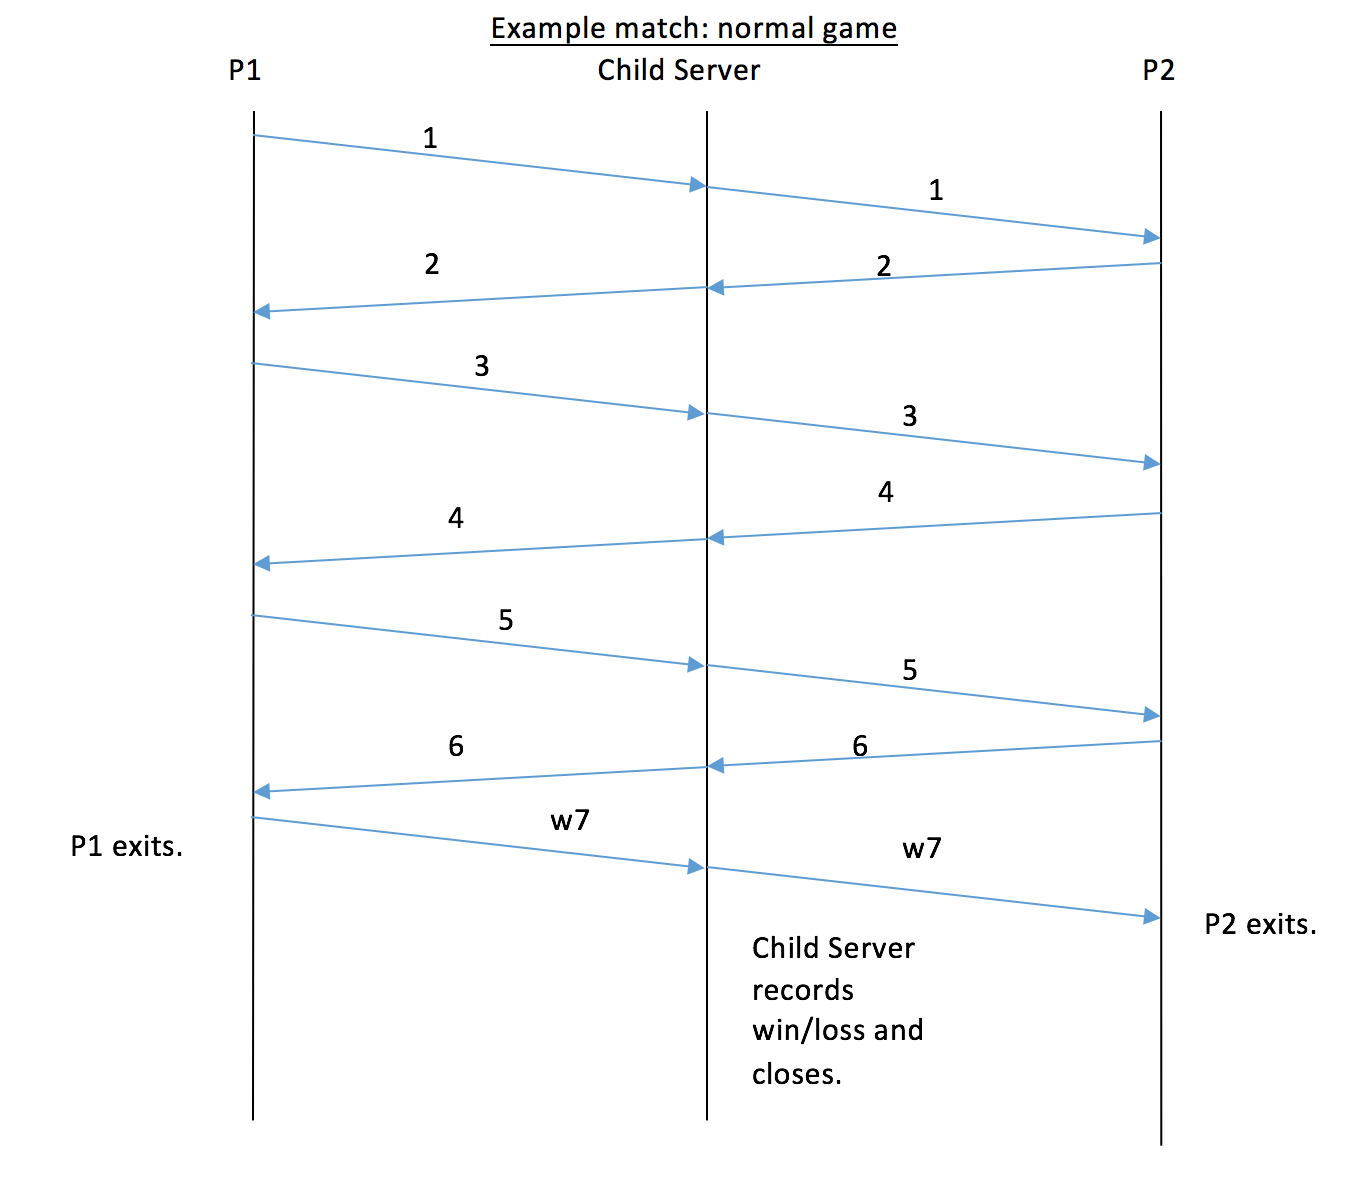 Example match: normal game
P1
Child Server
P2
1
1
2
2
3
3
4
4
5
5
6
6
w7
w7
P1 exits.
P2 exits.
Child Server
records
win/loss and
closes.